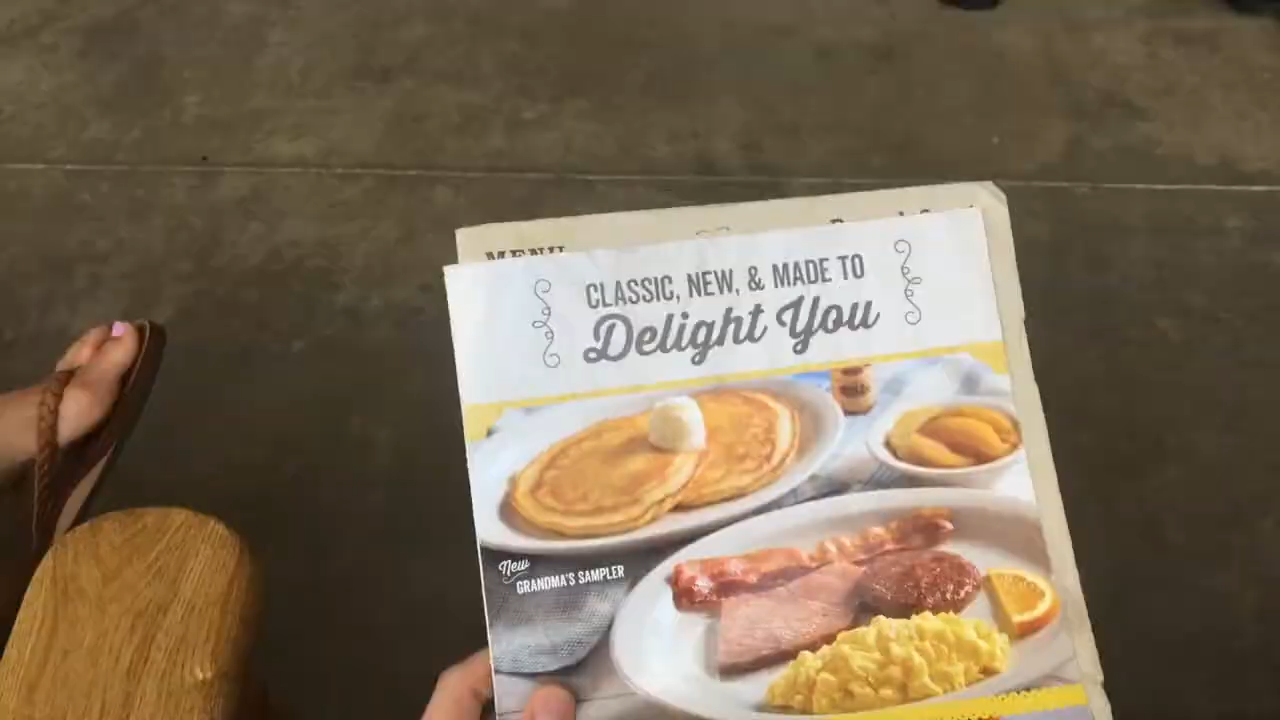 MENU
CLASSIC, NEW, & MADE TO
Delight You
New
GRANDMA'S SAMPLER